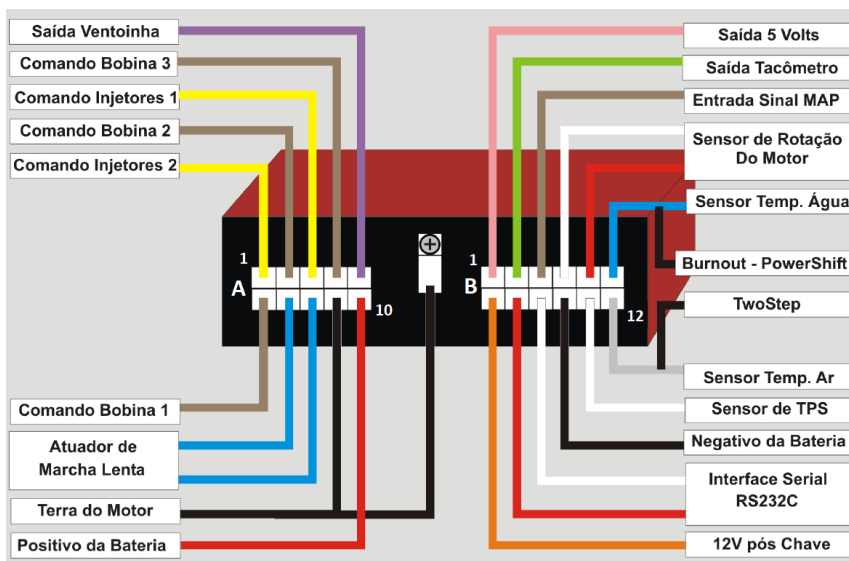 Saída Ventoinha
Comando Bobina 3
Comando Injetores 1
Comando Bobina 2
Comando Injetores 2
Saída 5 Volts
Saída Tacômetro
Entrada Sinal MAP
Sensor de Rotação
Do Motor
Sensor Temp. Água
Burnout - PowerShift
TwoStep
1
A
10
1
B
12
Comando Bobina 1
Atuador de
Marcha Lenta
Terra do Motor
Positivo da Bateria
Sensor Temp. Ar
Sensor de TPS
Negativo da Bateria
Interface Serial
RS232C
12V pós Chave